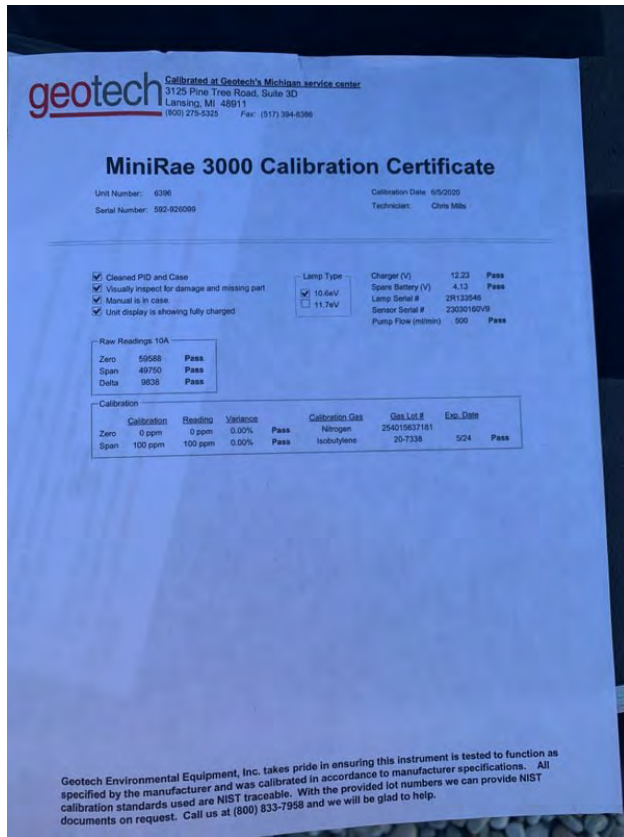 geotech
Calibrated at Geotech's Michigan service center
3125 Pine Tree Road, Suite 3D
Lansing, MI 48911
(800) 275-5325 Fax: (517) 394-8386
MiniRae 3000 Calibration Certificate
Unit Number: 6396 Calibration Date 6/5/2020
Serial Number: 592-926099 Technician: Chris Mills
Cleaned PID and Case
Visually inspect for damage and missing part
Manual is in case
Unit display is showing fully charged
Lamp Type
10.6eV
11.7eV
Charger (V) 12.23 Pass
Spare Battery (V) 4.13 Pass
Lamp Serial # 2R133546
Sensor Serial # 23030160V9
Pump Flow (ml/min) 500 Pass
Raw Readings 10A
Zero 59588 Pass
Span 49750 Pass
Delta 9838 Pass
Calibration
Calibration Reading Variance Calibration Gas Gas Lot # Exp. Date
Zero 0 ppm 0 ppm 0.00% Pass Nitrogen 254015637181
Span 100 ppm 100 ppm 0.00% Pass Isobutylene 20-7338 5/24 Pass
Geotech Environmental Equipment, Inc. takes pride in ensuring this instrument is tested to function as
specified by the manufacturer and was calibrated in accordance to manufacturer specifications. All
calibration standards used are NIST traceable. With the provided lot numbers we can provide NIST
documents on request. Call us at (800) 833-7958 and we will be glad to help.